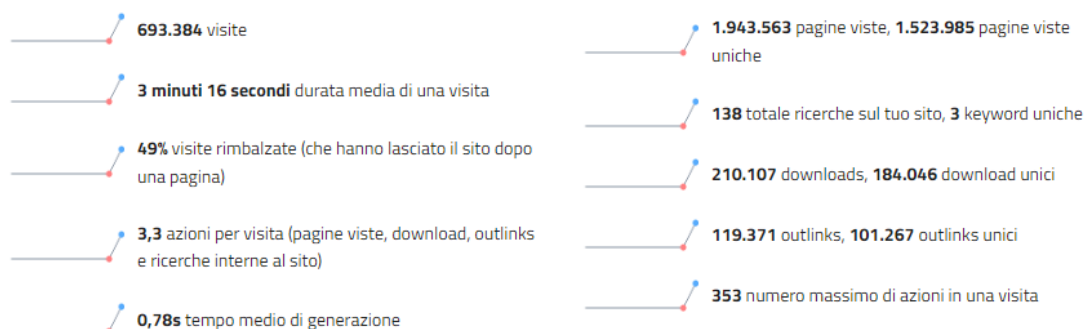 693.384 visite
3 minuti 16 secondi durata media di una visita
49% visite rimbalzate (che hanno lasciato il sito dopo
una pagina)
3,3 azioni per visita (pagine viste, download, outlinks
e ricerche interne al sito)
0,78s tempo medio di generazione
1.943.563 pagine viste, 1.523.985 pagine viste
uniche
138 totale ricerche sul tuo sito, 3 keyword uniche
210.107 downloads, 184.046 download unici
119.371 outlinks, 101.267 outlinks unici
353 numero massimo di azioni in una visita